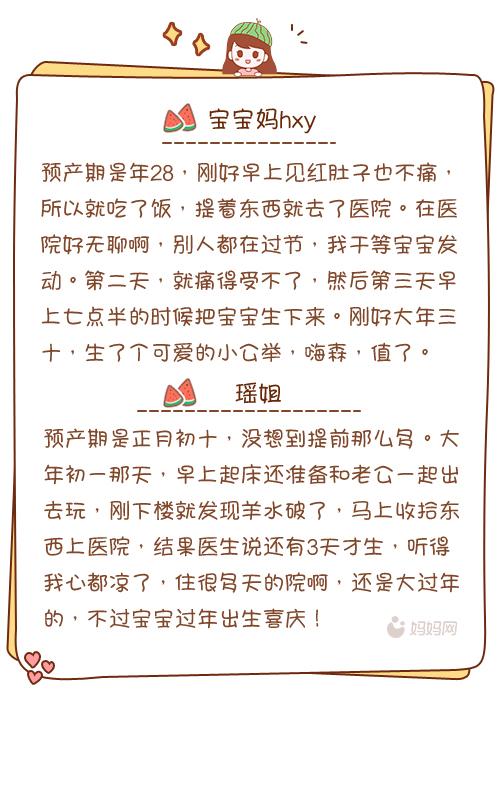 宝宝妈hxy
预产期是年28，刚好早上见红肚子也不痛，
所以就吃了饭，提着东西就去了医院。在医
院好无聊啊，别人都在过节，我干等宝宝发
动。第二天，就痛得受不了，然后第三天早
上七点半的时候把宝宝生下来。刚好大年三
十，生了个可爱的小公举，嗨森，值了。
瑶姐
预产期是正月初十，没想到提前那么多。大
年初一那天，早上起床还准备和老公一起出
去玩，刚下楼就发现羊水破了，马上收拾东
西上医院，结果医生说还有3天才生，听得
我心都凉了，住很多天的院啊，还是大过年
的，不过宝宝过年出生喜庆！
妈妈网